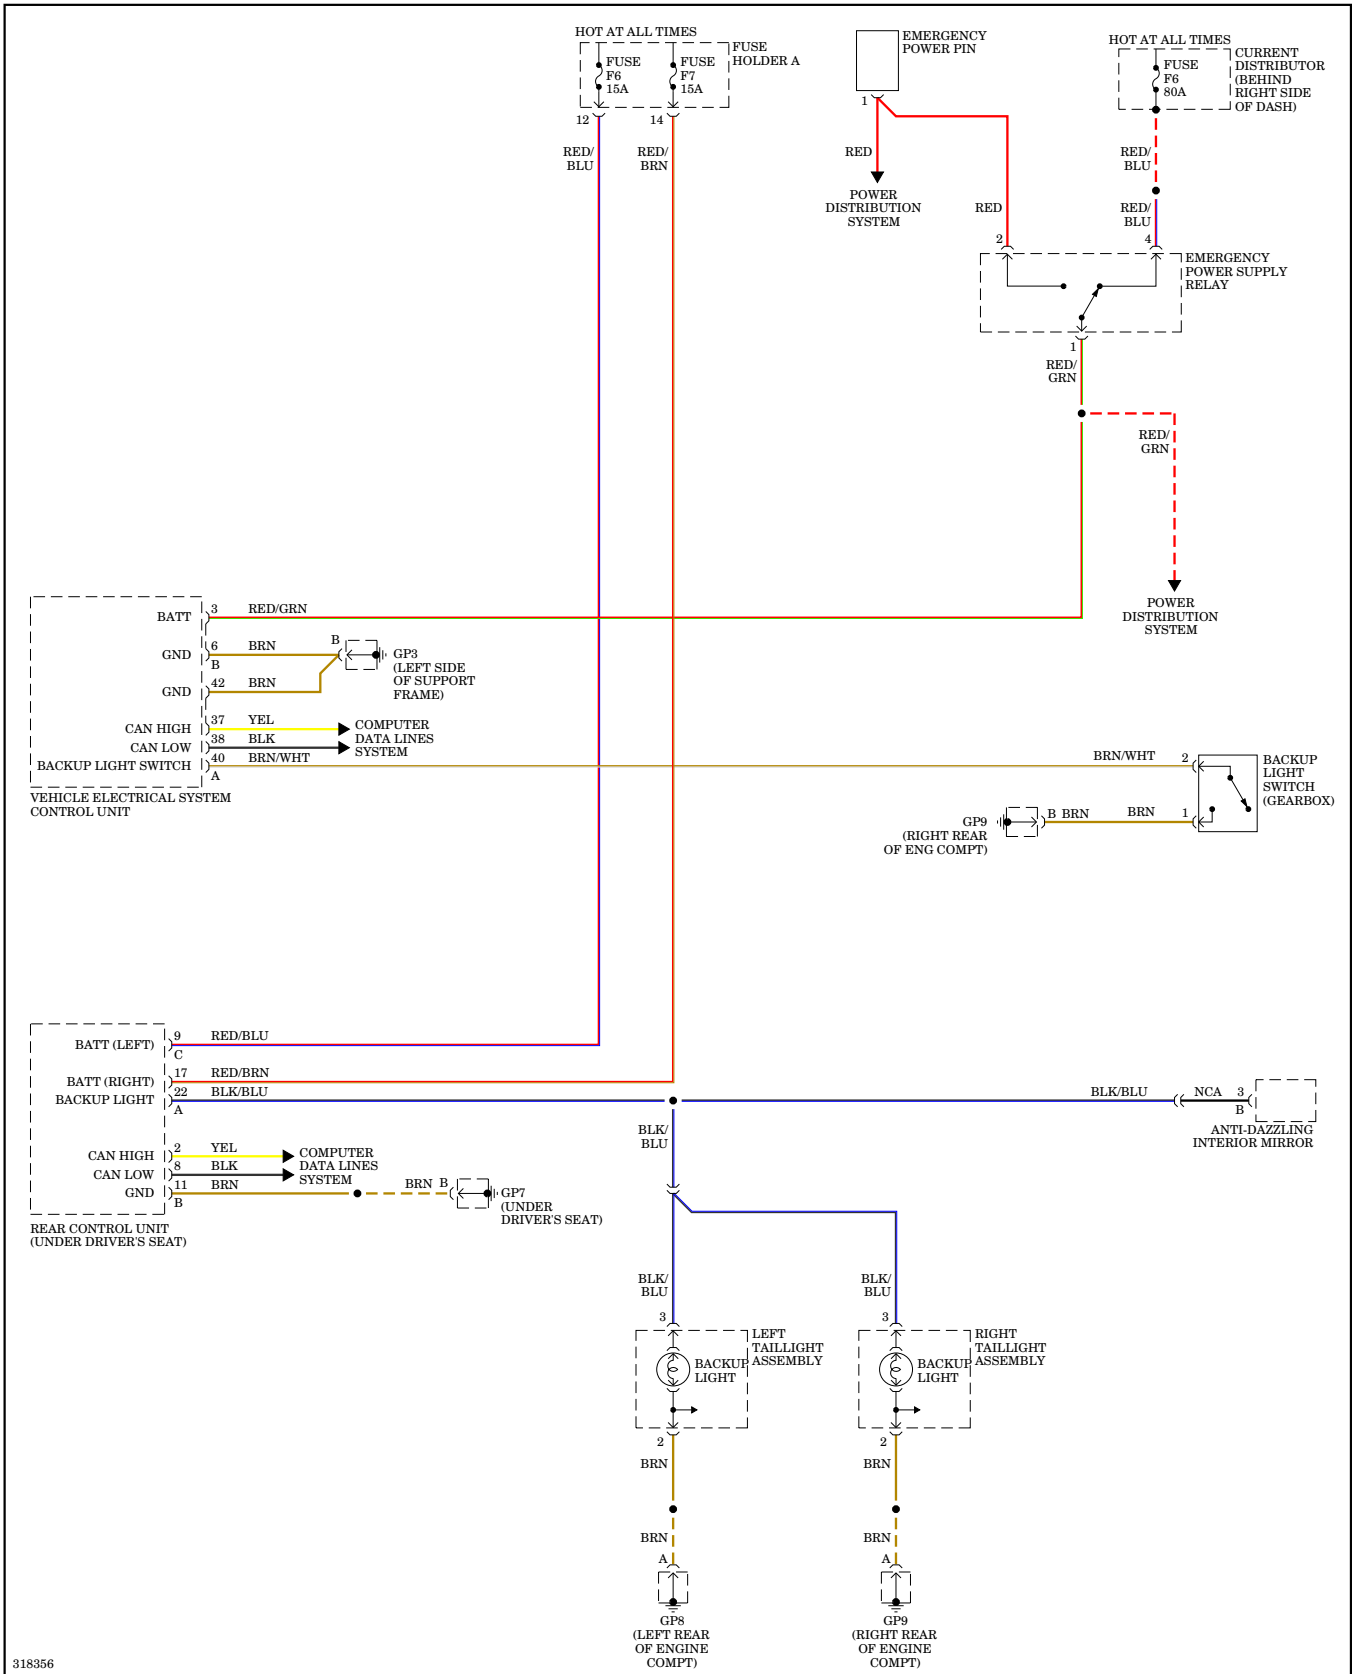 HOT AT ALL TIMES
FUSE
F6
15A
FUSE
F7
15A
FUSE
HOLDER A
12
14
RED/
BLU
RED/
BRN
EMERGENCY
POWER PIN
1
RED
POWER
DISTRIBUTION
SYSTEM
RED
2
HOT AT ALL TIMES
FUSE
F6
80A
CURRENT
DISTRIBUTOR
(BEHIND
RIGHT SIDE
OF DASH)
RED/
BLU
RED/
BLU
4
EMERGENCY
POWER SUPPLY
RELAY
1
RED/
GRN
RED/
GRN
POWER
DISTRIBUTION
SYSTEM
BATT
3
RED/GRN
GND
6
BRN
B
GND
42
BRN
B
GP3
(LEFT SIDE
OF SUPPORT
FRAME)
CAN HIGH
37
YEL
CAN LOW
38
BLK
COMPUTER
DATA LINES
SYSTEM
BACKUP LIGHT SWITCH
40
BRN/WHT
A
VEHICLE ELECTRICAL SYSTEM
CONTROL UNIT
BRN/WHT
2
BACKUP
LIGHT
SWITCH
(GEARBOX)
GP9
(RIGHT REAR
OF ENG COMPT)
B
BRN
BRN
1
BATT (LEFT)
9
RED/BLU
C
BATT (RIGHT)
17
RED/BRN
BACKUP LIGHT
22
BLK/BLU
A
BLK/BLU
NCA
3
B
ANTI-DAZZLING
INTERIOR MIRROR
CAN HIGH
2
YEL
CAN LOW
8
BLK
COMPUTER
DATA LINES
SYSTEM
GND
11
BRN
B
BRN
B
GP7
(UNDER
DRIVER'S SEAT)
REAR CONTROL UNIT
(UNDER DRIVER'S SEAT)
BLK/
BLU
BLK/
BLU
BLK/
BLU
3
LEFT
TAILLIGHT
ASSEMBLY
BACKUP
LIGHT
2
BRN
BRN
A
GP8
(LEFT REAR
OF ENGINE
COMPT)
3
RIGHT
TAILLIGHT
ASSEMBLY
BACKUP
LIGHT
2
BRN
BRN
A
GP9
(RIGHT REAR
OF ENGINE
COMPT)
318356